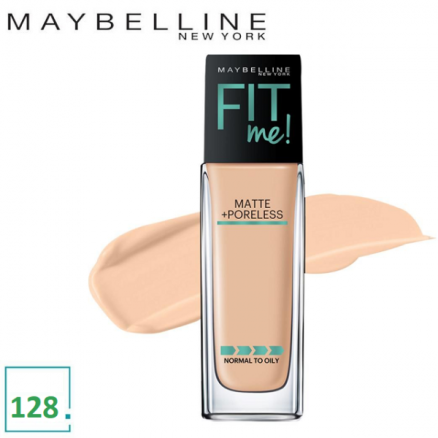 MAYBELLINE
NEW YORK
MAYBELLINE
NEW YORK
FIT
me!
MATTE
+PORELESS
NORMAL TO OILY
128.